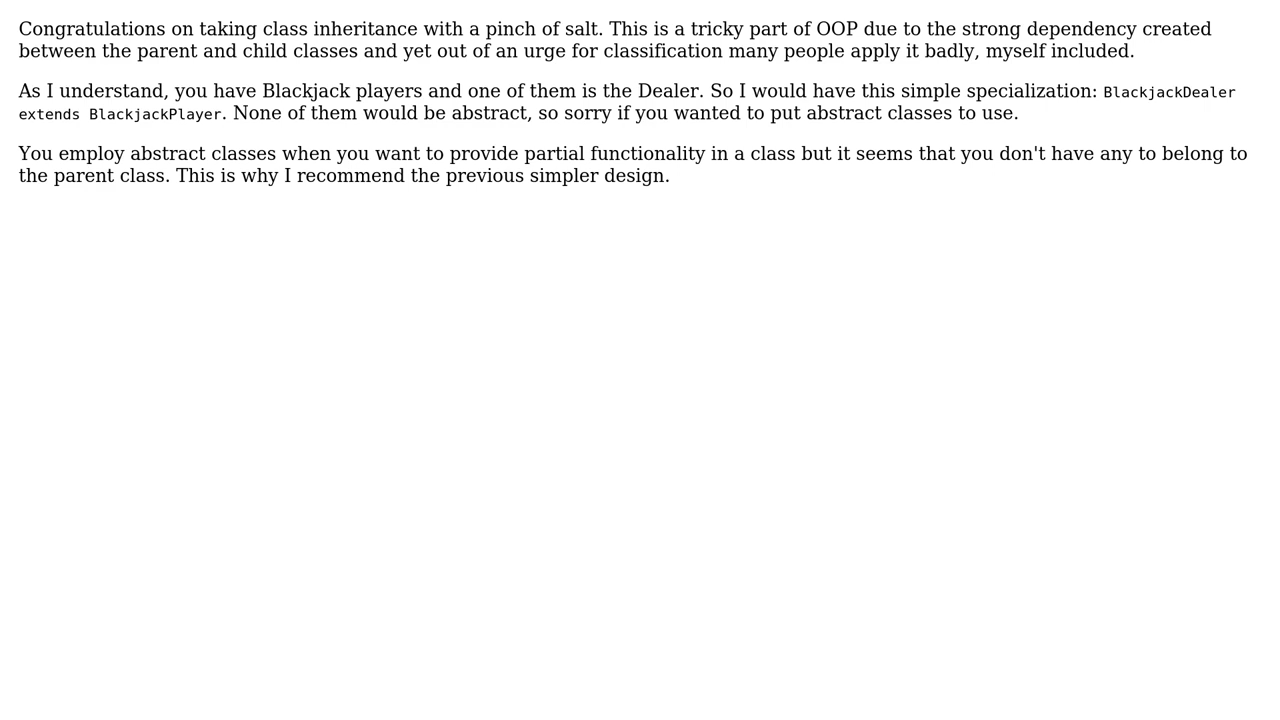 Congratulations on taking class inheritance with a pinch of salt. This is a tricky part of OOP due to the strong dependency created
between the parent and child classes and yet out of an urge for classification many people apply it badly, myself included.
As I understand, you have Blackjack players and one of them is the Dealer. So I would have this simple specialization: BlackjackDealer
extends BlackjackPlayer. None of them would be abstract, so sorry if you wanted to put abstract classes to use.
You employ abstract classes when you want to provide partial functionality in a class but it seems that you don't have any to belong to
the parent class. This is why I recommend the previous simpler design.